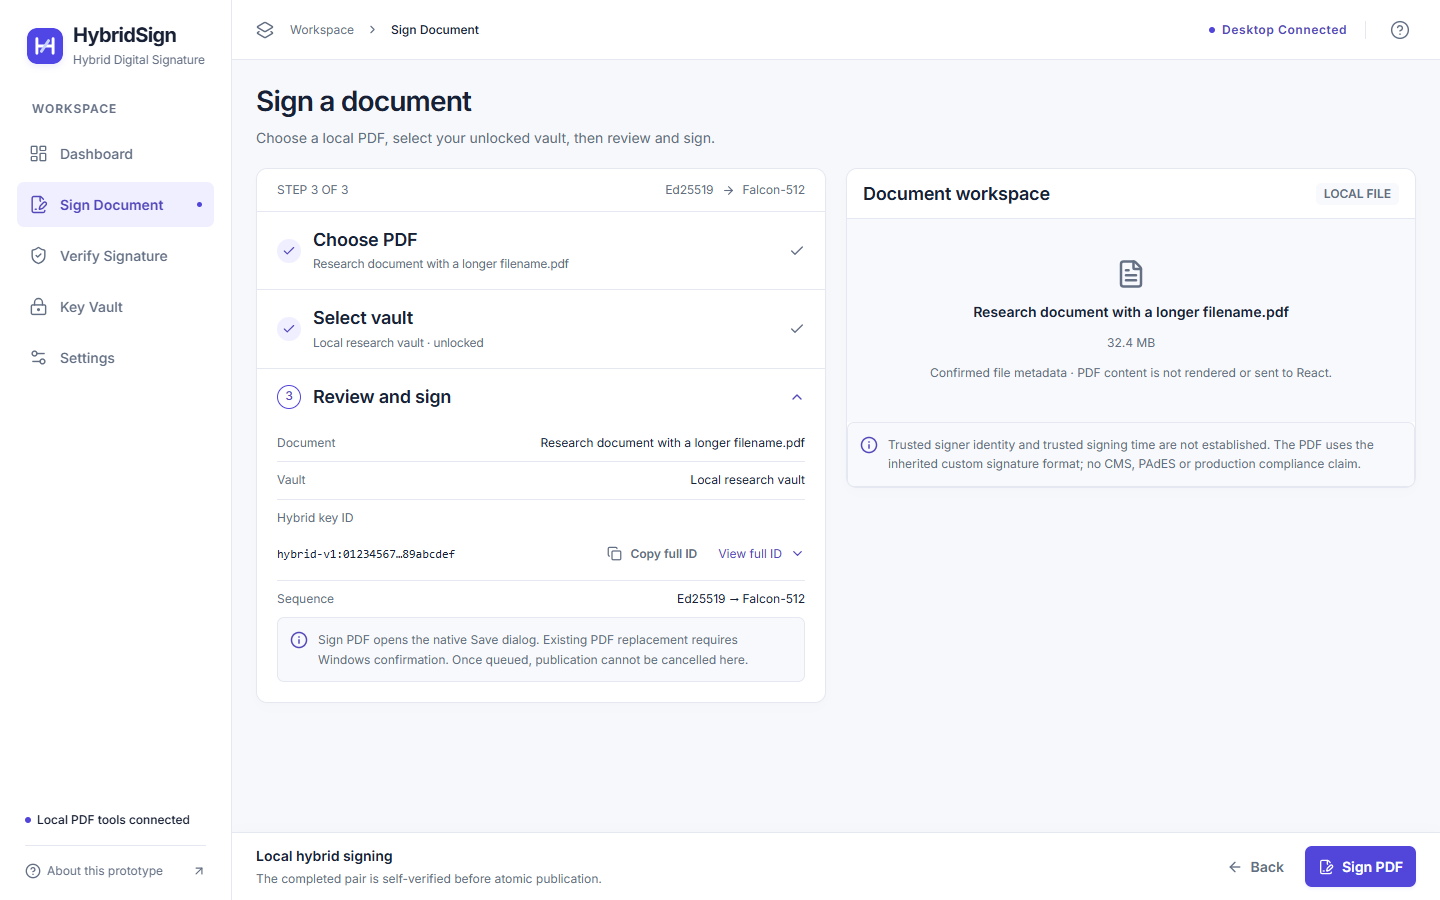 HybridSign
Hybrid Digital Signature
WORKSPACE
Dashboard
Sign Document
Verify Signature
Key Vault
Settings
Local PDF tools connected
About this prototype
Workspace
Sign Document
Desktop Connected
Sign a document
Choose a local PDF, select your unlocked vault, then review and sign.
STEP 3 OF 3
Ed25519 → Falcon-512
Choose PDF
Research document with a longer filename.pdf
Select vault
Local research vault · unlocked
3 Review and sign
Document Research document with a longer filename.pdf
Vault Local research vault
Hybrid key ID
hybrid-v1:01234567…89abcdef Copy full ID View full ID
Sequence Ed25519 → Falcon-512
Sign PDF opens the native Save dialog. Existing PDF replacement requires
Windows confirmation. Once queued, publication cannot be cancelled here.
Document workspace LOCAL FILE
Research document with a longer filename.pdf
32.4 MB
Confirmed file metadata · PDF content is not rendered or sent to React.
Trusted signer identity and trusted signing time are not established. The PDF uses the
inherited custom signature format; no CMS, PAdES or production compliance claim.
Local hybrid signing
The completed pair is self-verified before atomic publication.
Back
Sign PDF